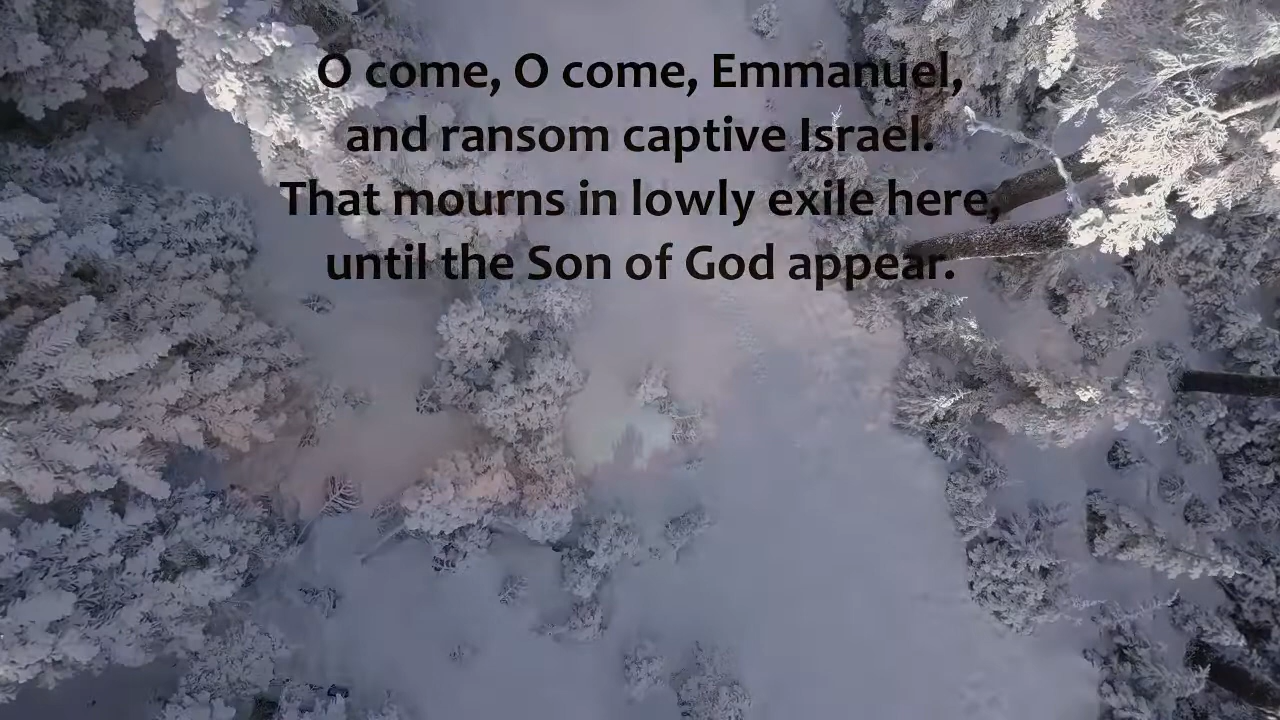 O come, O come, Emmanuel,
and ransom captive Israel.
That mourns in lowly exile here,
until the Son of God appear.